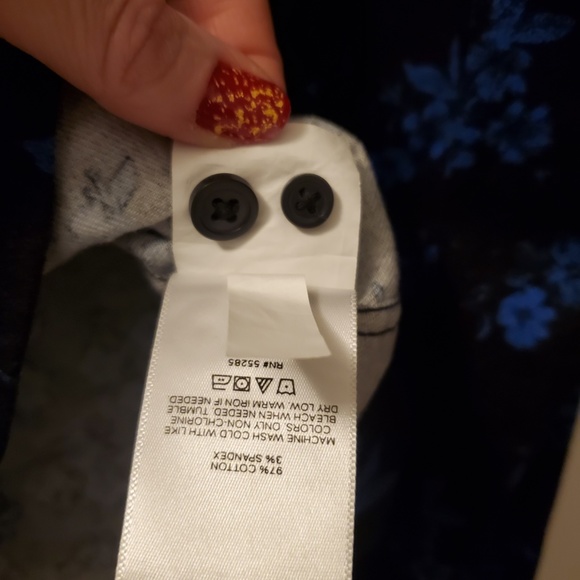 97% COTTON
3% SPANDEX
MACHINE WASH COLD WITH LIKE
COLORS. ONLY NON-CHLORINE
BLEACH WHEN NEEDED. TUMBLE
DRY LOW. WARM IRON IF NEEDED.
RN# 55285